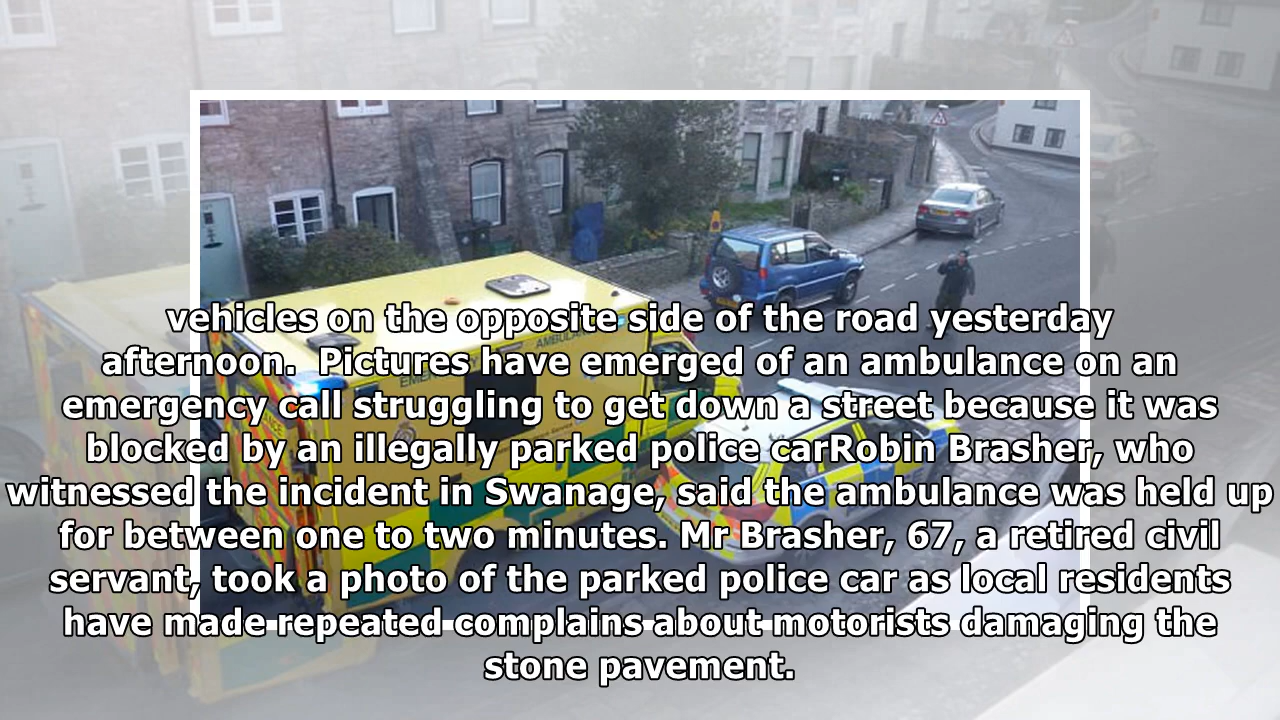 vehicles on the opposite side of the road yesterday
afternoon.  Pictures have emerged of an ambulance on an
emergency call struggling to get down a street because it was
blocked by an illegally parked police carRobin Brasher, who
witnessed the incident in Swanage, said the ambulance was held up
for between one to two minutes. Mr Brasher, 67, a retired civil
servant, took a photo of the parked police car as local residents
have made repeated complains about motorists damaging the
stone pavement.
AMBULANCE